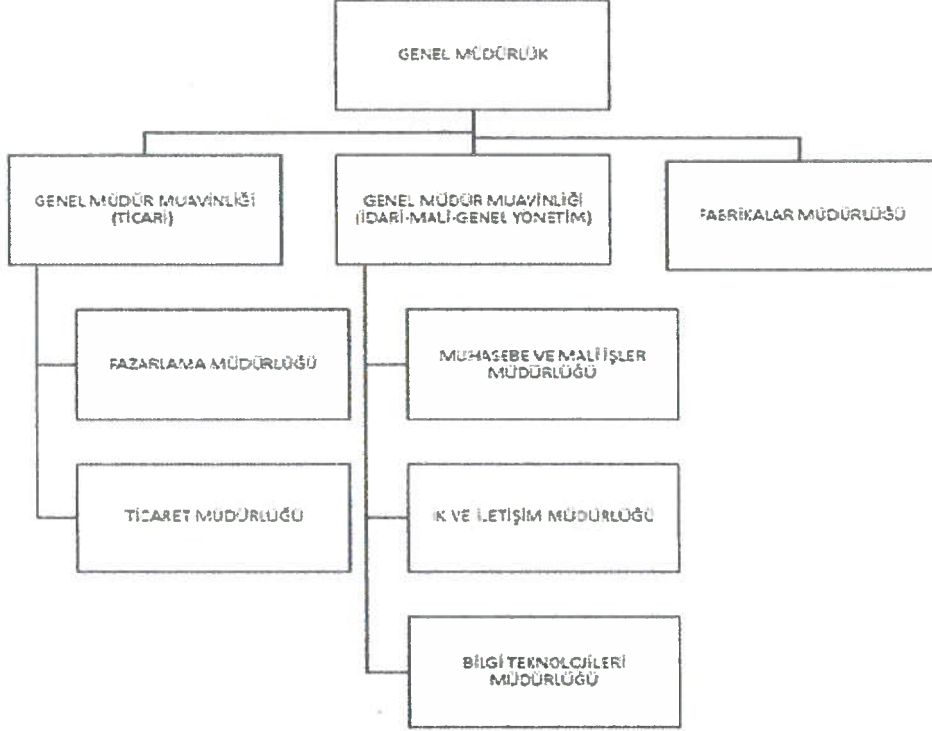 GENEL MÜDÜRLÜK
GENEL MÜDÜR MUAVİNLİĞİ
(TİCARİ)
GENEL MÜDÜR MUAVİNLİĞİ
(İDARİ-MALİ-GENEL YÖNETİM)
FABRİKALAR MÜDÜRLÜĞÜ
PAZARLAMA MÜDÜRLÜĞÜ
TİCARET MÜDÜRLÜĞÜ
MUHASEBE VE MALİ İŞLER
MÜDÜRLÜĞÜ
İK VE İLETİŞİM MÜDÜRLÜĞÜ
BİLGİ TEKNOLOJİLERİ
MÜDÜRLÜĞÜ